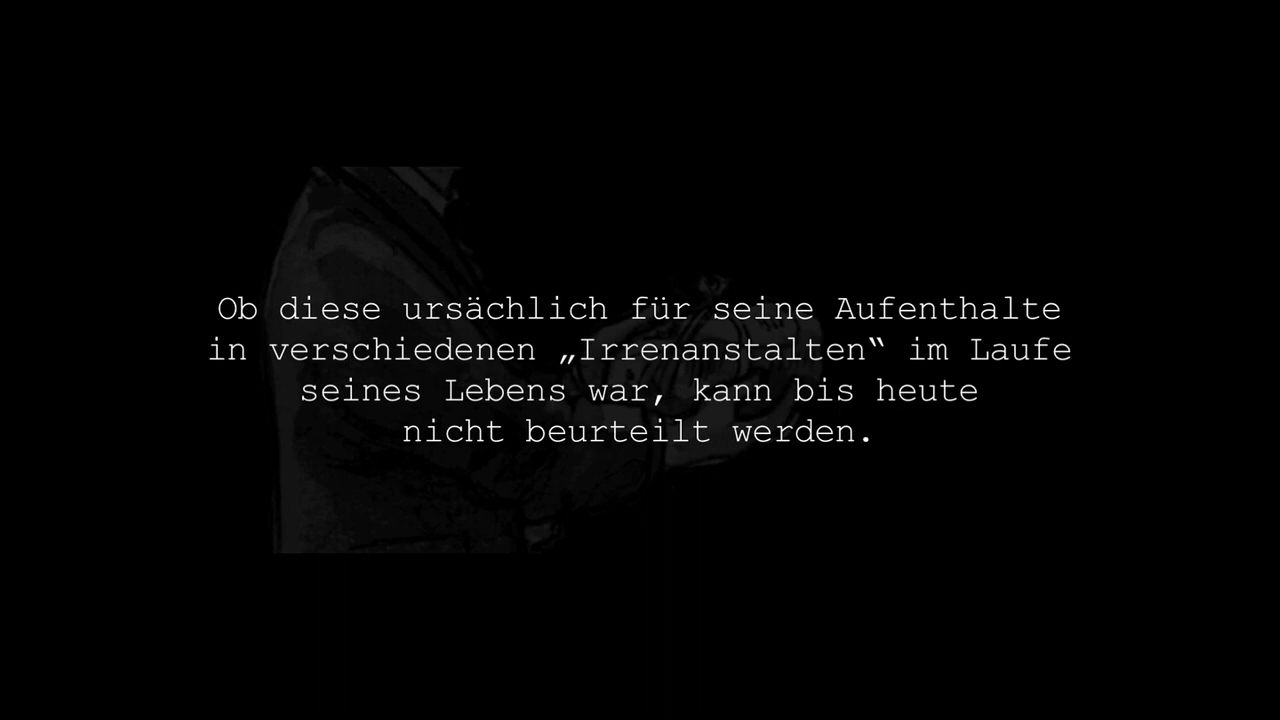 Ob diese ursächlich für seine Aufenthalte
in verschiedenen „Irrenanstalten‟ im Laufe
seines Lebens war, kann bis heute
nicht beurteilt werden.